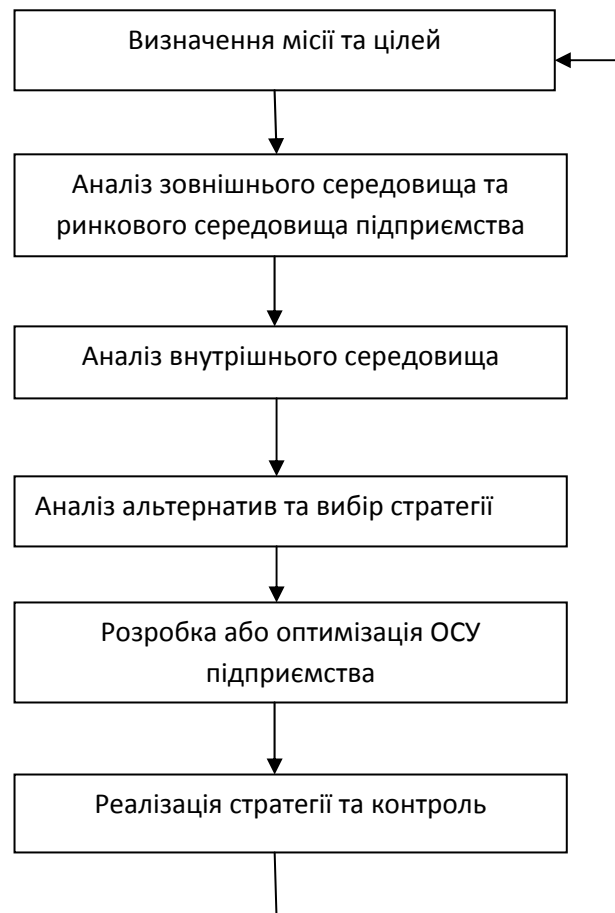 Визначення місії та цілей
Аналіз зовнішнього середовища та
ринкового середовища підприємства
Аналіз внутрішнього середовища
Аналіз альтернатив та вибір стратегії
Розробка або оптимізація ОСУ
підприємства
Реалізація стратегії та контроль